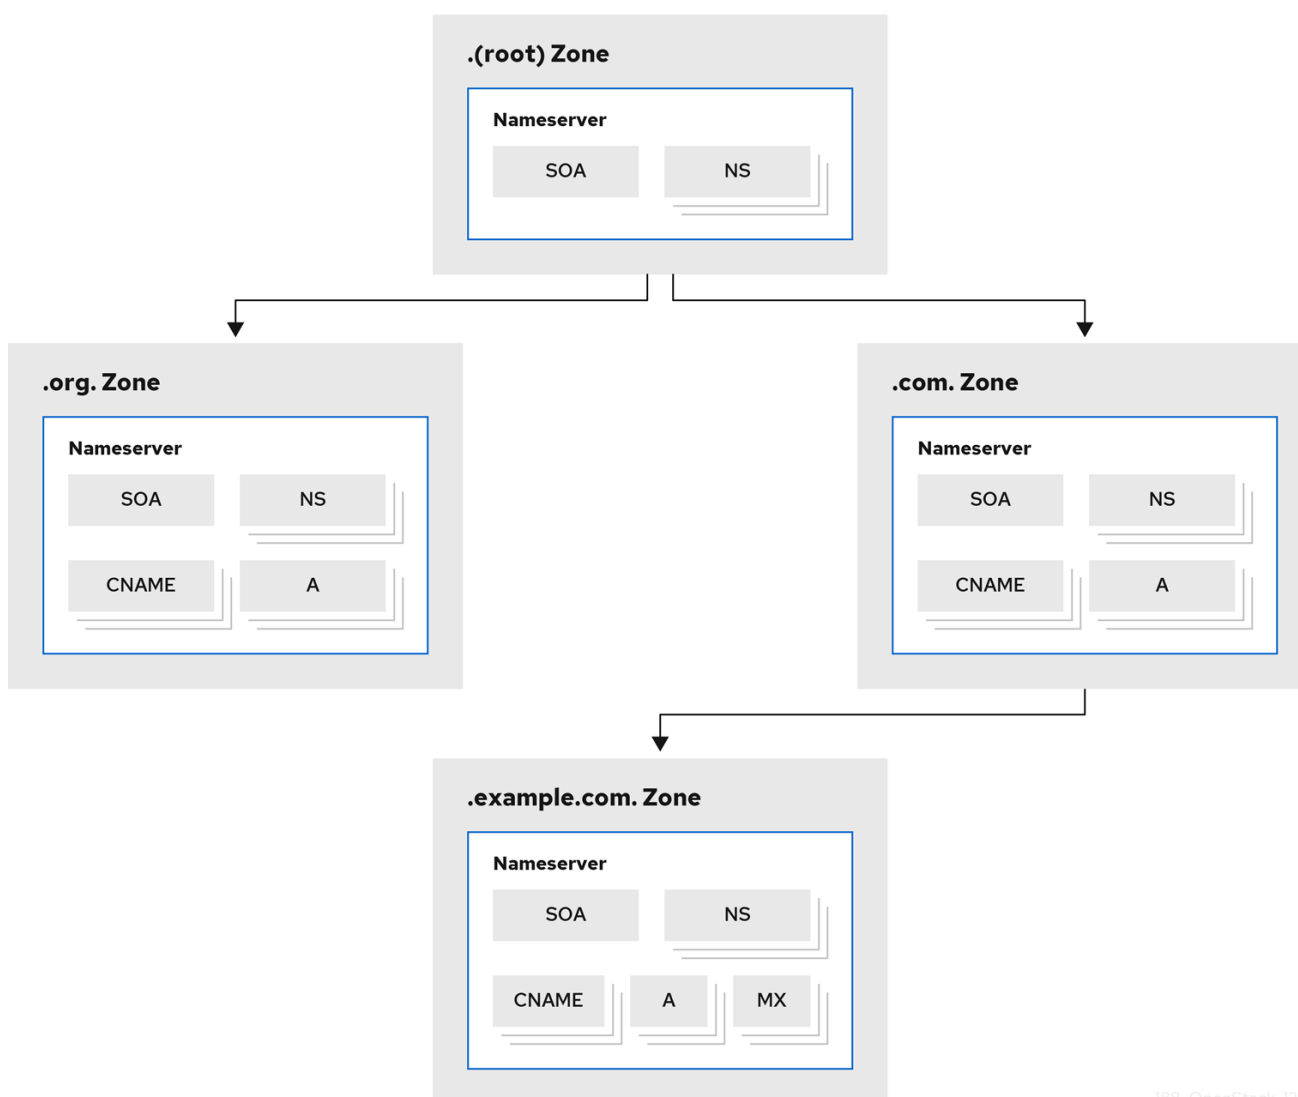 .(root) Zone
Nameserver
SOA
NS
.org. Zone
Nameserver
SOA
NS
CNAME
A
.com. Zone
Nameserver
SOA
NS
CNAME
A
.example.com. Zone
Nameserver
SOA
NS
CNAME
A
MX